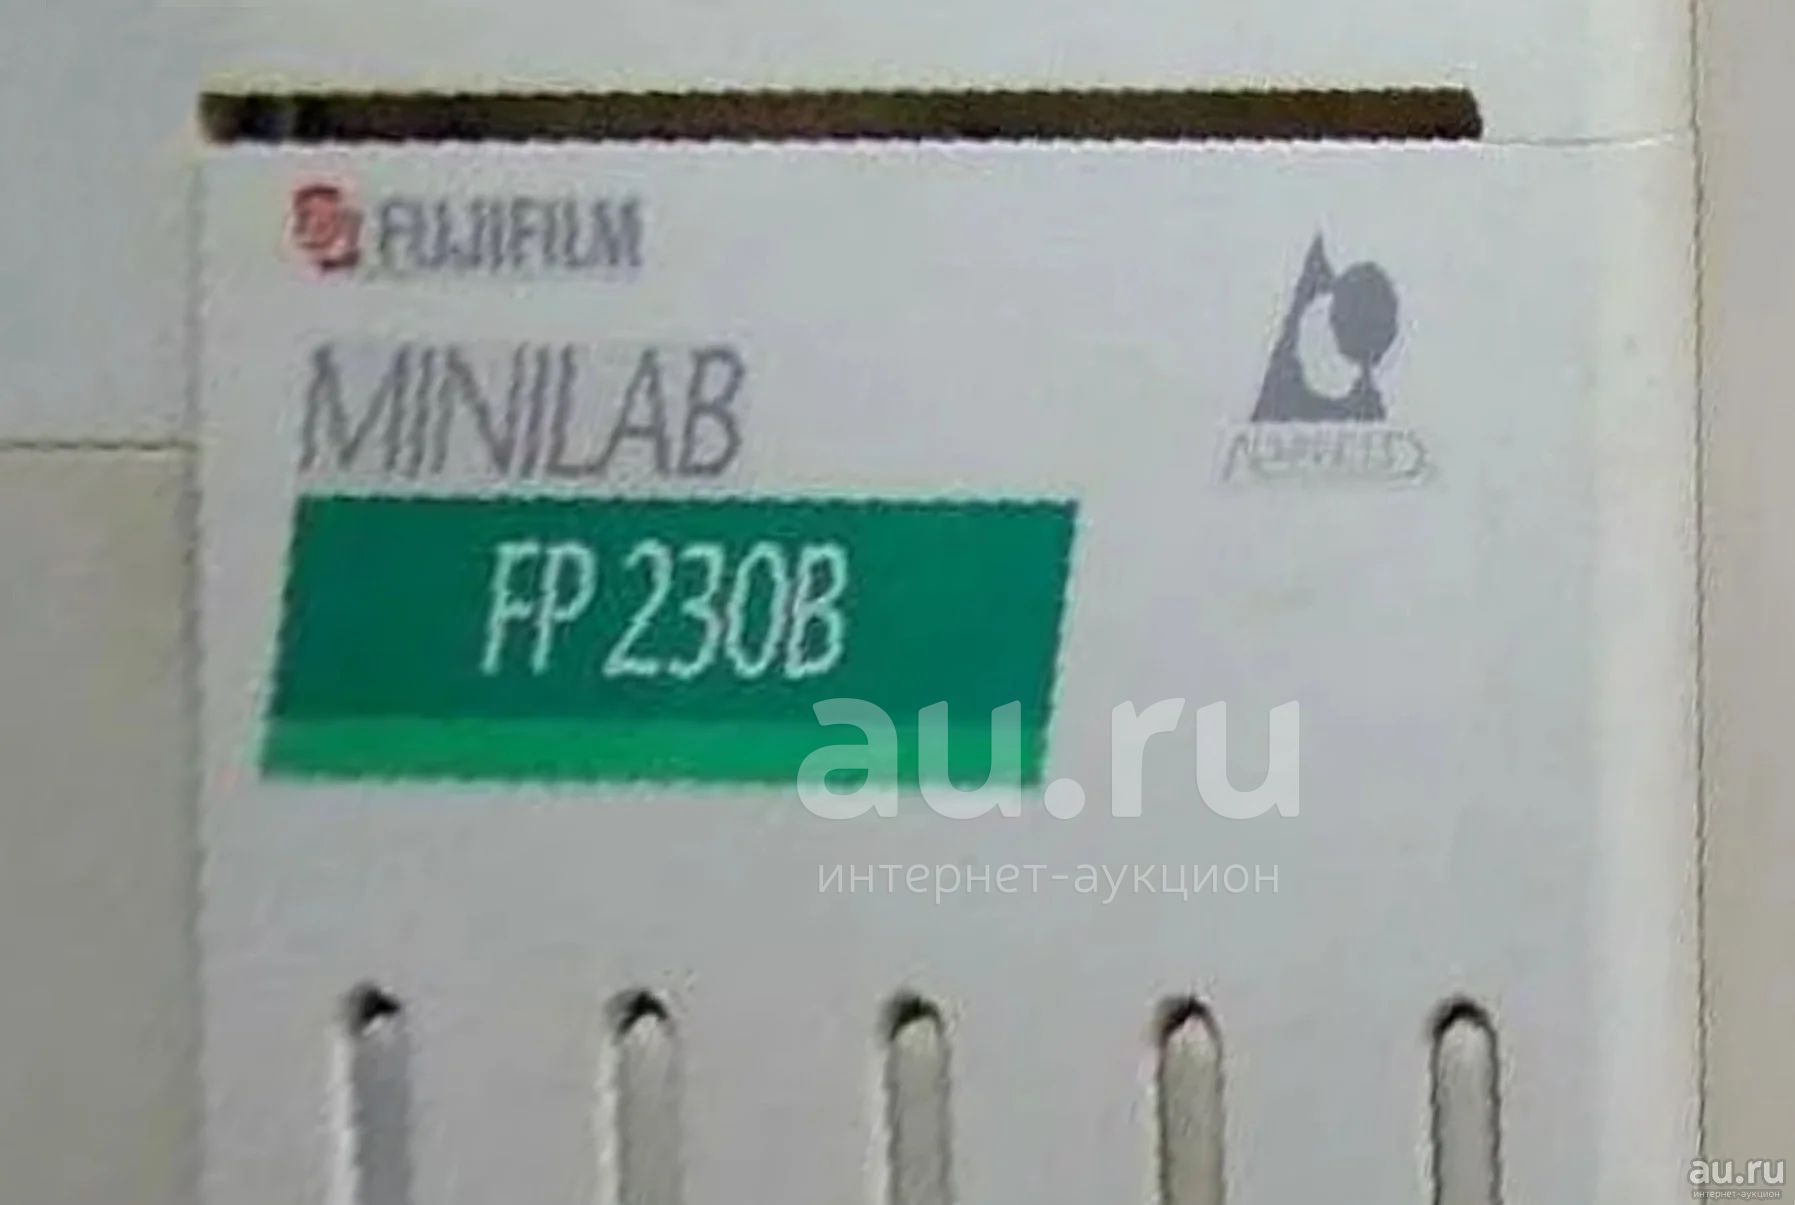 FUJIFILM
MINILAB
FP 230B
au.ru
интернет-аукцион
au.ru
интернет-аукцион